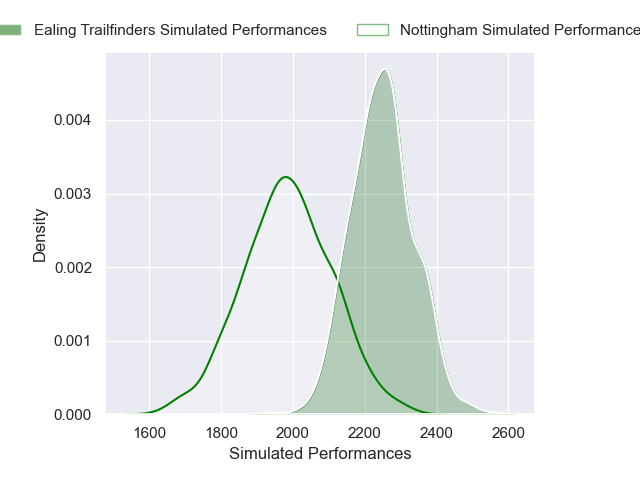 Ealing Trailfinders Simulated Performances
Nottingham Simulated Performance
0.004
0.003
0.002
0.001
0.000
Density
1600 1800 2000 2200 2400 2600
Simulated Performances